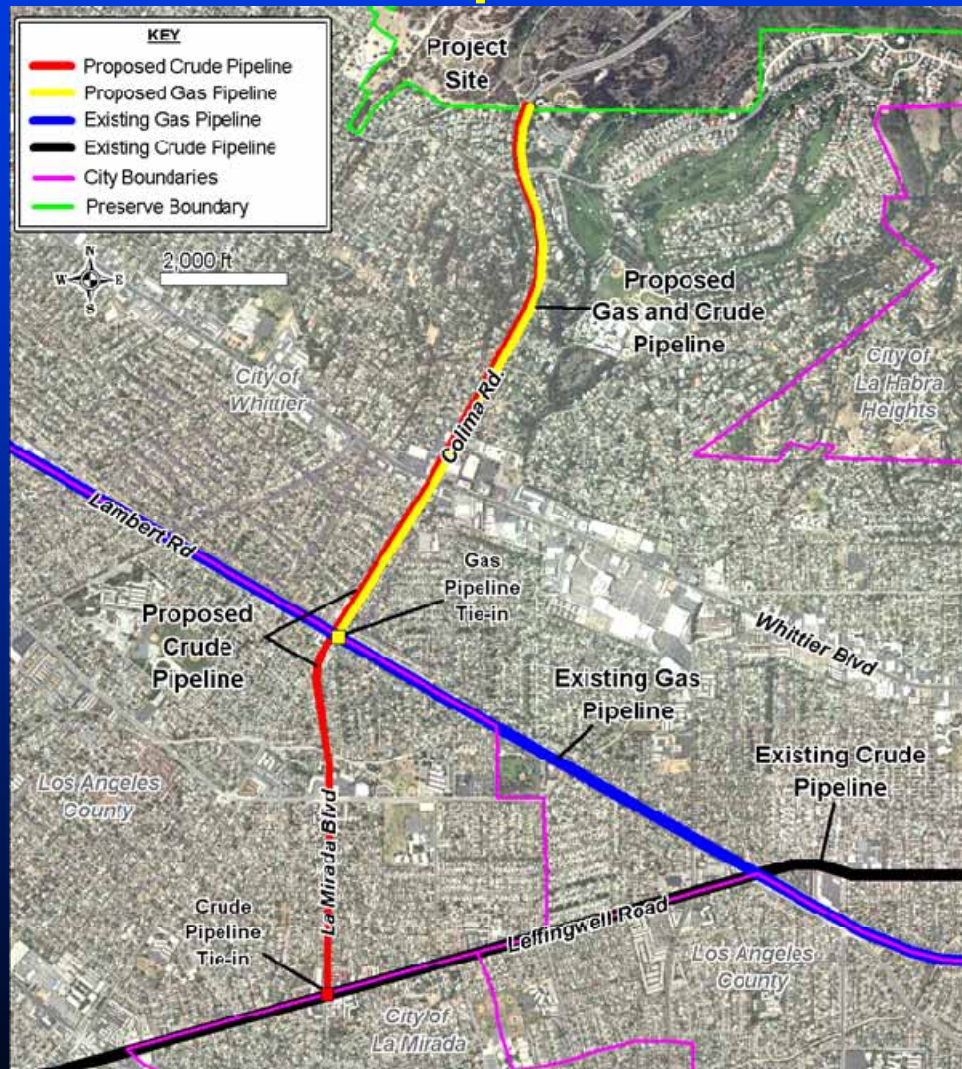 KEY
Proposed Crude Pipeline
Proposed Gas Pipeline
Existing Gas Pipeline
Existing Crude Pipeline
City Boundaries
Preserve Boundary
Project
Site
N
W
E
S
2,000 ft
Proposed
Gas and Crude
Pipeline
City of
Whittier
City of
La Habra
Heights
Colima Rd.
Lambert Rd
Gas
Pipeline
Tie-in
Proposed
Crude
Pipeline
Whittier Blvd
Existing Gas
Pipeline
Existing Crude
Pipeline
Los Angeles
County
La Mirada Blvd
Crude
Pipeline
Tie-in
Leffingwell Road
Los Angeles
County
City of
La Mirada